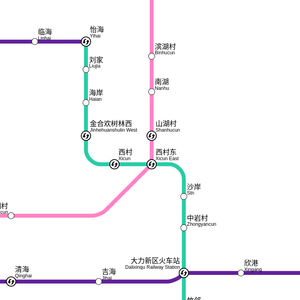 临海
Linhai
怡海
Yihai
滨湖村
Binhucun
刘家
Liujia
南湖
Nanhu
海岸
Haian
金合欢树林西
Jinhehuanshulin West
山湖村
Shanhucun
西村
Xicun
西村东
Xicun East
沙岸
中岩村
Zhongyancun
村
大力新区火车站
Dalixinqu Railway Station
欣港
Xingang
清海
Qinghai
吉海
Jihai